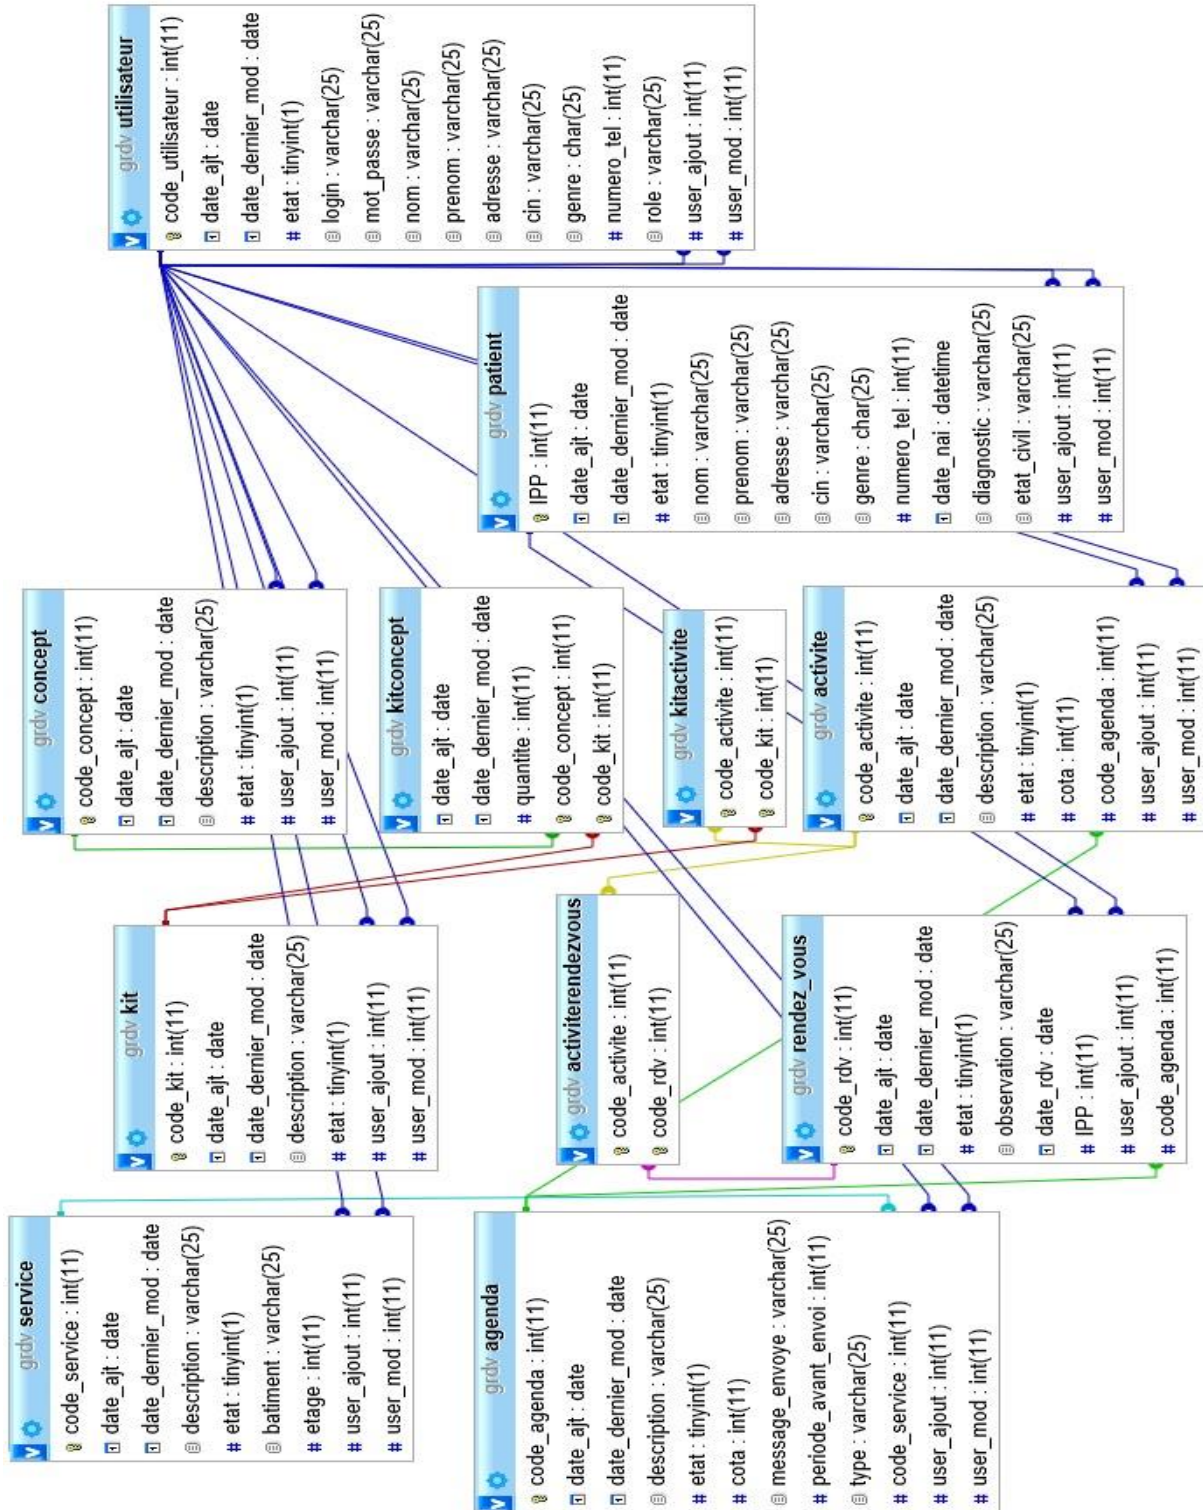 grdv service
code_service : int(11)
date_ajt : date
date_dernier_mod : date
description : varchar(25)
etat : tinyint(1)
batiment : varchar(25)
etage : int(11)
user_ajout : int(11)
user_mod : int(11)
grdv kit
code_kit : int(11)
date_ajt : date
date_dernier_mod : date
description : varchar(25)
etat : tinyint(1)
user_ajout : int(11)
user_mod : int(11)
grdv concept
code_concept : int(11)
date_ajt : date
date_dernier_mod : date
description : varchar(25)
etat : tinyint(1)
user_ajout : int(11)
user_mod : int(11)
grdv utilisateur
code_utilisateur : int(11)
date_ajt : date
date_dernier_mod : date
etat : tinyint(1)
login : varchar(25)
mot_passe : varchar(25)
nom : varchar(25)
prenom : varchar(25)
adresse : varchar(25)
cin : varchar(25)
genre : char(25)
numero_tel : int(11)
role : varchar(25)
user_ajout : int(11)
user_mod : int(11)
grdv kitconcept
date_ajt : date
date_dernier_mod : date
quantite : int(11)
code_concept : int(11)
code_kit : int(11)
grdv patient
IPP : int(11)
date_ajt : date
date_dernier_mod : date
etat : tinyint(1)
nom : varchar(25)
prenom : varchar(25)
adresse : varchar(25)
cin : varchar(25)
genre : char(25)
numero_tel : int(11)
date_nai : datetime
diagnostic : varchar(25)
etat_civil : varchar(25)
user_ajout : int(11)
user_mod : int(11)
grdv agenda
code_agenda : int(11)
date_ajt : date
date_dernier_mod : date
description : varchar(25)
etat : tinyint(1)
cota : int(11)
message_envoye : varchar(25)
periode_avant_envoi : int(11)
type : varchar(25)
code_service : int(11)
user_ajout : int(11)
user_mod : int(11)
grdv activiterendezvous
code_activite : int(11)
code_rdv : int(11)
grdv kitactivite
code_activite : int(11)
code_kit : int(11)
grdv rendez_vous
code_rdv : int(11)
date_ajt : date
date_dernier_mod : date
etat : tinyint(1)
observation : varchar(25)
date_rdv : date
IPP : int(11)
user_ajout : int(11)
code_agenda : int(11)
grdv activite
code_activite : int(11)
date_ajt : date
date_dernier_mod : date
description : varchar(25)
etat : tinyint(1)
cota : int(11)
code_agenda : int(11)
user_ajout : int(11)
user_mod : int(11)